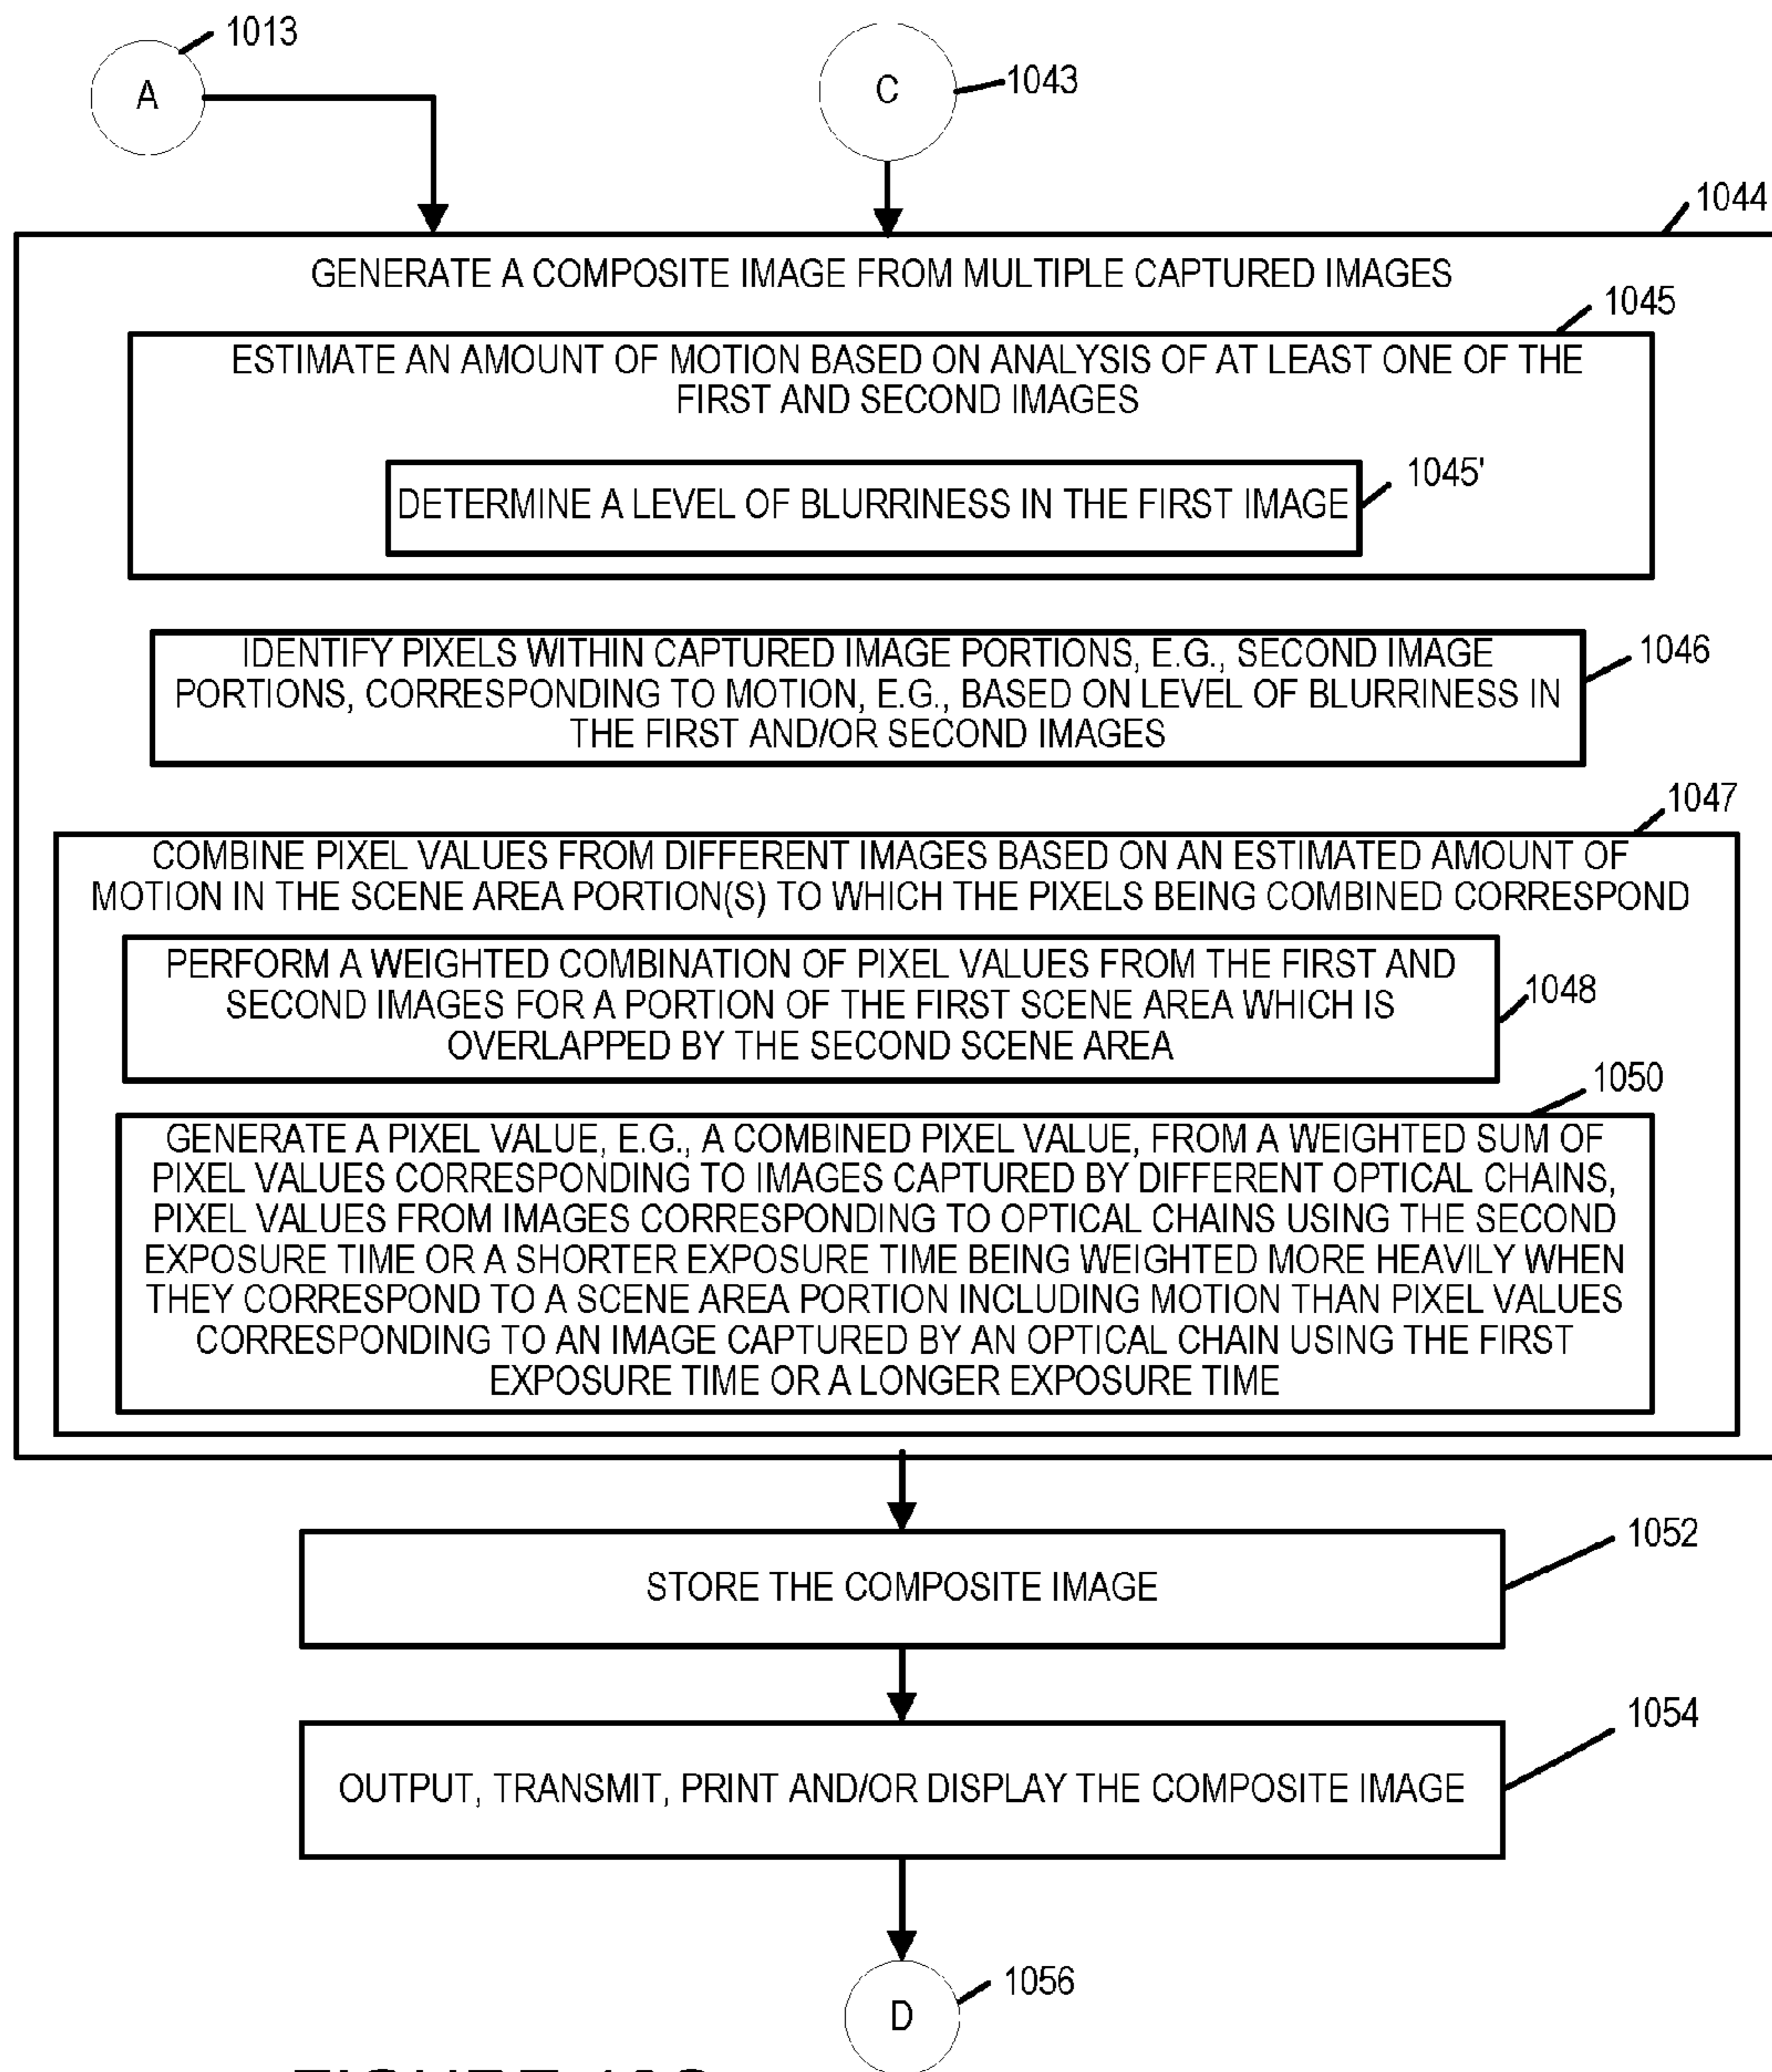 1013
A
C
1043
1044
GENERATE A COMPOSITE IMAGE FROM MULTIPLE CAPTURED IMAGES
1045
ESTIMATE AN AMOUNT OF MOTION BASED ON ANALYSIS OF AT LEAST ONE OF THE
FIRST AND SECOND IMAGES
1045'
DETERMINE A LEVEL OF BLURRINESS IN THE FIRST IMAGE
1046
IDENTIFY PIXELS WITHIN CAPTURED IMAGE PORTIONS, E.G., SECOND IMAGE
PORTIONS, CORRESPONDING TO MOTION, E.G., BASED ON LEVEL OF BLURRINESS IN
THE FIRST AND/OR SECOND IMAGES
1047
COMBINE PIXEL VALUES FROM DIFFERENT IMAGES BASED ON AN ESTIMATED AMOUNT OF
MOTION IN THE SCENE AREA PORTION(S) TO WHICH THE PIXELS BEING COMBINED CORRESPOND
PERFORM A WEIGHTED COMBINATION OF PIXEL VALUES FROM THE FIRST AND
SECOND IMAGES FOR A PORTION OF THE FIRST SCENE AREA WHICH IS
OVERLAPPED BY THE SECOND SCENE AREA
1048
1050
GENERATE A PIXEL VALUE, E.G., A COMBINED PIXEL VALUE, FROM A WEIGHTED SUM OF
PIXEL VALUES CORRESPONDING TO IMAGES CAPTURED BY DIFFERENT OPTICAL CHAINS,
PIXEL VALUES FROM IMAGES CORRESPONDING TO OPTICAL CHAINS USING THE SECOND
EXPOSURE TIME OR A SHORTER EXPOSURE TIME BEING WEIGHTED MORE HEAVILY WHEN
THEY CORRESPOND TO A SCENE AREA PORTION INCLUDING MOTION THAN PIXEL VALUES
CORRESPONDING TO AN IMAGE CAPTURED BY AN OPTICAL CHAIN USING THE FIRST
EXPOSURE TIME OR A LONGER EXPOSURE TIME
1052
STORE THE COMPOSITE IMAGE
1054
OUTPUT, TRANSMIT, PRINT AND/OR DISPLAY THE COMPOSITE IMAGE
D
1056